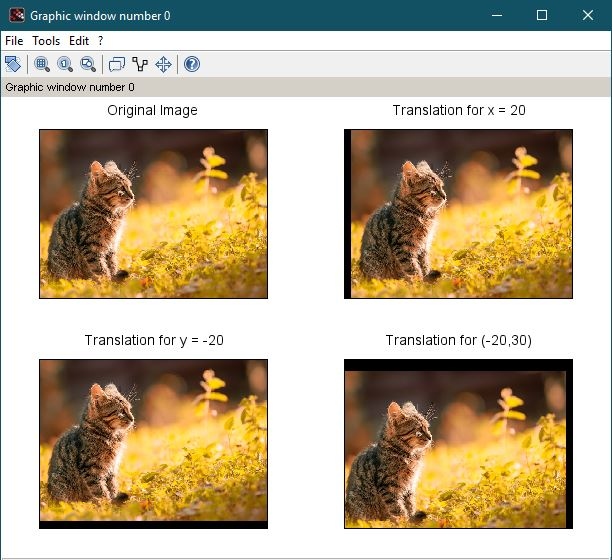 Graphic window number 0
File Tools Edit ?
Graphic window number 0
Original Image
Translation for x = 20
Translation for y = -20
Translation for (-20,30)